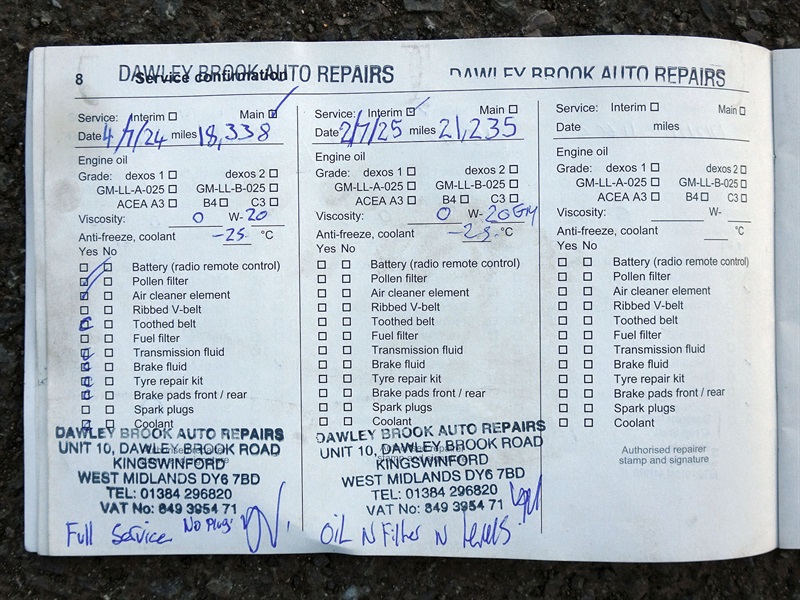 8 Service confirmation
DAWLEY BROOK AUTO REPAIRS
DAWLEY BROOK AUTO REPAIRS
Service: Interim Main
Date 4/7/24 miles 18,338
Engine oil
Grade: dexos 1 dexos 2
GM-LL-A-025 GM-LL-B-025
ACEA A3 B4 C3
Viscosity: 0 W-20
Anti-freeze, coolant -25 °C
Yes No
Battery (radio remote control)
Pollen filter
Air cleaner element
Ribbed V-belt
Toothed belt
Fuel filter
Transmission fluid
Brake fluid
Tyre repair kit
Brake pads front / rear
Spark plugs
Coolant
DAWLEY BROOK AUTO REPAIRS
UNIT 10, DAWLEY BROOK ROAD
KINGSWINFORD
WEST MIDLANDS DY6 7BD
TEL: 01384 296820
VAT No: 849 3954 71
Full Service No Plugs
Service: Interim Main
Date 2/7/25 miles 21,235
Engine oil
Grade: dexos 1 dexos 2
GM-LL-A-025 GM-LL-B-025
ACEA A3 B4 C3
Viscosity: 0 W-20
Anti-freeze, coolant -25 °C
Yes No
Battery (radio remote control)
Pollen filter
Air cleaner element
Ribbed V-belt
Toothed belt
Fuel filter
Transmission fluid
Brake fluid
Tyre repair kit
Brake pads front / rear
Spark plugs
Coolant
Authorised repairer
stamp and signature
DAWLEY BROOK AUTO REPAIRS
UNIT 10, DAWLEY BROOK ROAD
KINGSWINFORD
WEST MIDLANDS DY6 7BD
TEL: 01384 296820
VAT No: 849 3954 71
OiL N Filter N levels
Service: Interim Main
Date miles
Engine oil
Grade: dexos 1 dexos 2
GM-LL-A-025 GM-LL-B-025
ACEA A3 B4 C3
Viscosity: W-
Anti-freeze, coolant °C
Yes No
Battery (radio remote control)
Pollen filter
Air cleaner element
Ribbed V-belt
Toothed belt
Fuel filter
Transmission fluid
Brake fluid
Tyre repair kit
Brake pads front / rear
Spark plugs
Coolant
Authorised repairer
stamp and signature